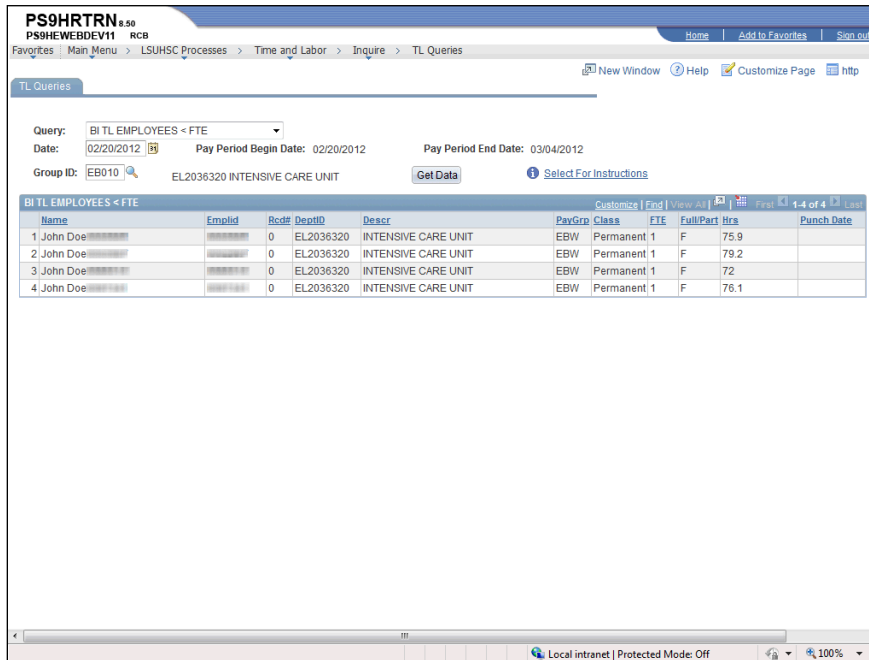 PS9HRTRN 8.50
PS9HEWEBDEV11 RCB
Home | Add to Favorites | Sign out
Favorites Main Menu > LSUHSC Processes > Time and Labor > Inquire > TL Queries
New Window Help Customize Page http
TL Queries
Query: BI TL EMPLOYEES < FTE
Date: 02/20/2012 31 Pay Period Begin Date: 02/20/2012 Pay Period End Date: 03/04/2012
Group ID: EB010 EL2036320 INTENSIVE CARE UNIT Get Data Select For Instructions
BI TL EMPLOYEES < FTE Customize | Find | View All | | First 1-4 of 4 Last
Name Emplid Rcd# DeptID Descr PayGrp Class FTE Full/Part Hrs Punch Date
1 John Doe 0 EL2036320 INTENSIVE CARE UNIT EBW Permanent 1 F 75.9
2 John Doe 0 EL2036320 INTENSIVE CARE UNIT EBW Permanent 1 F 79.2
3 John Doe 0 EL2036320 INTENSIVE CARE UNIT EBW Permanent 1 F 72
4 John Doe 0 EL2036320 INTENSIVE CARE UNIT EBW Permanent 1 F 76.1
Local intranet | Protected Mode: Off 100%